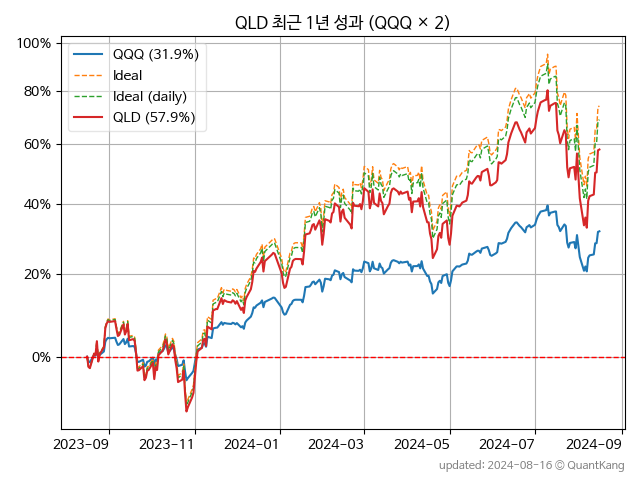 QLD 최근 1년 성과 (QQQ × 2)
100%
80%
60%
40%
20%
0%
QQQ (31.9%)
Ideal
Ideal (daily)
QLD (57.9%)
2023-09 2023-11 2024-01 2024-03 2024-05 2024-07 2024-09
updated: 2024-08-16 © QuantKang